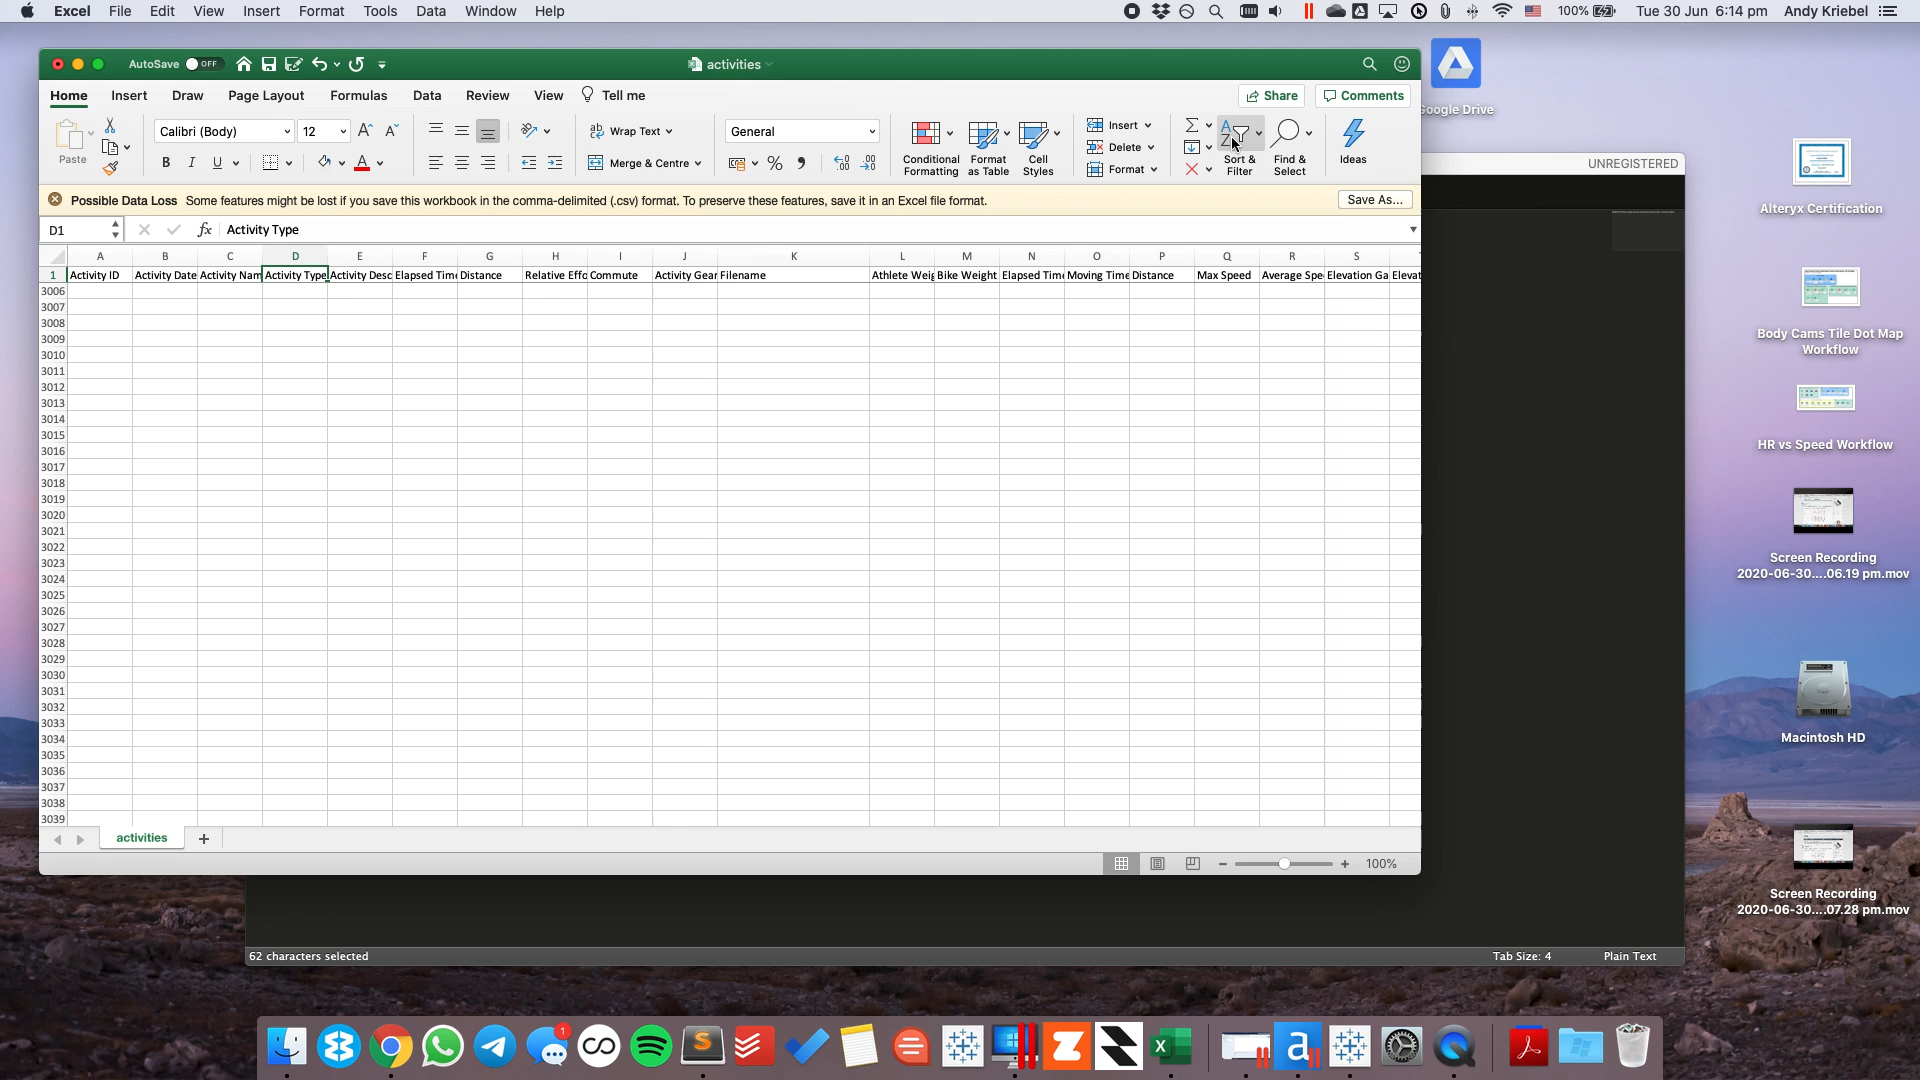 Excel File Edit View Insert Format Tools Data Window Help 100% Tue 30 Jun 6:14 pm Andy Kriebel
AutoSave OFF activities
Home Insert Draw Page Layout Formulas Data Review View Tell me Share Comments
Paste Calibri (Body) 12 Wrap Text General Insert
B I U Merge & Centre Conditional Formatting Format as Table Cell Styles Delete Format Sort & Filter Find & Select Ideas
Possible Data Loss Some features might be lost if you save this workbook in the comma-delimited (.csv) format. To preserve these features, save it in an Excel file format. Save As...
D1 fx Activity Type
A B C D E F G H I J K L M N O P Q R S
1 Activity ID Activity Date Activity Nam Activity Type Activity Desc Elapsed Tim Distance Relative Effo Commute Activity Gear Filename Athlete Weig Bike Weight Elapsed Tim Moving Time Distance Max Speed Average Spe Elevation Ga Elevat
3006
3007
3008
3009
3010
3011
3012
3013
3014
3015
3016
3017
3018
3019
3020
3021
3022
3023
3024
3025
3026
3027
3028
3029
3030
3031
3032
3033
3034
3035
3036
3037
3038
3039
activities
100%
UNREGISTERED
62 characters selected Tab Size: 4 Plain Text
Google Drive
Alteryx Certification
Body Cams Tile Dot Map
Workflow
HR vs Speed Workflow
Screen Recording
2020-06-30....06.19 pm.mov
Macintosh HD
Screen Recording
2020-06-30....07.28 pm.mov
1